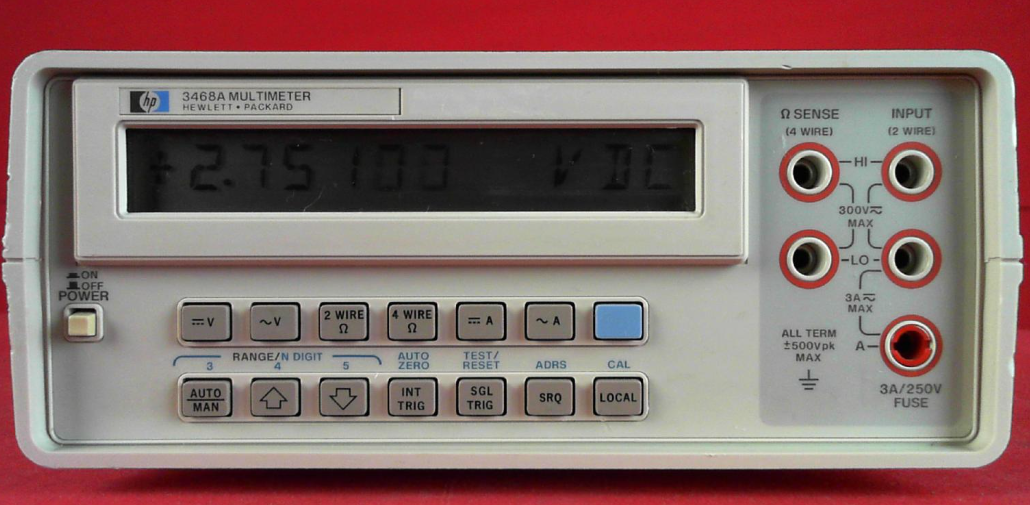 hp 3468A MULTIMETER
HEWLETT • PACKARD
+2.75100 V DC
ON
OFF
POWER
⎓V
~V
2 WIRE Ω
4 WIRE Ω
⎓A
~A
RANGE/N DIGIT
3
4
5
AUTO ZERO
TEST/RESET
ADRS
CAL
AUTO/MAN
INT TRIG
SGL TRIG
SRQ
LOCAL
Ω SENSE
(4 WIRE)
INPUT
(2 WIRE)
HI
300V⎓~
MAX
LO
3A⎓~
MAX
ALL TERM
±500Vpk
MAX
A
3A/250V
FUSE